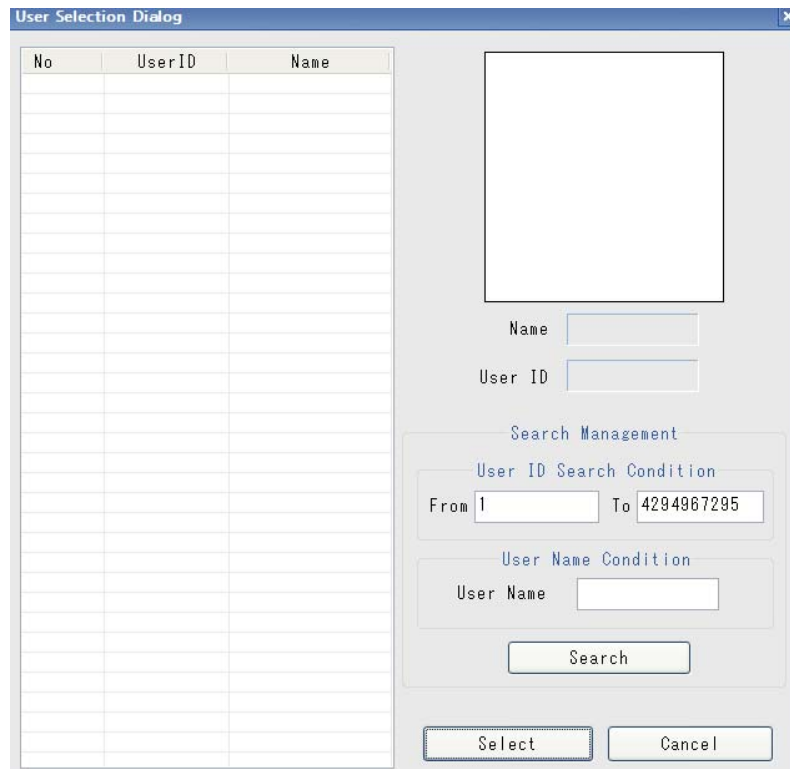 User Selection Dialog
No UserID Name
Name
User ID
Search Management
User ID Search Condition
From 1 To 4294967295
User Name Condition
User Name
Search
Select Cancel